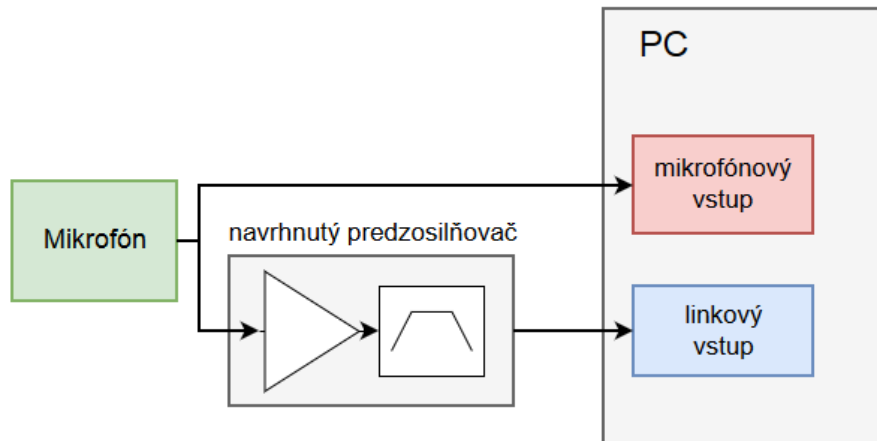 PC
mikrofónový
vstup
Mikrofón
navrhnutý predzosilňovač
linkový
vstup